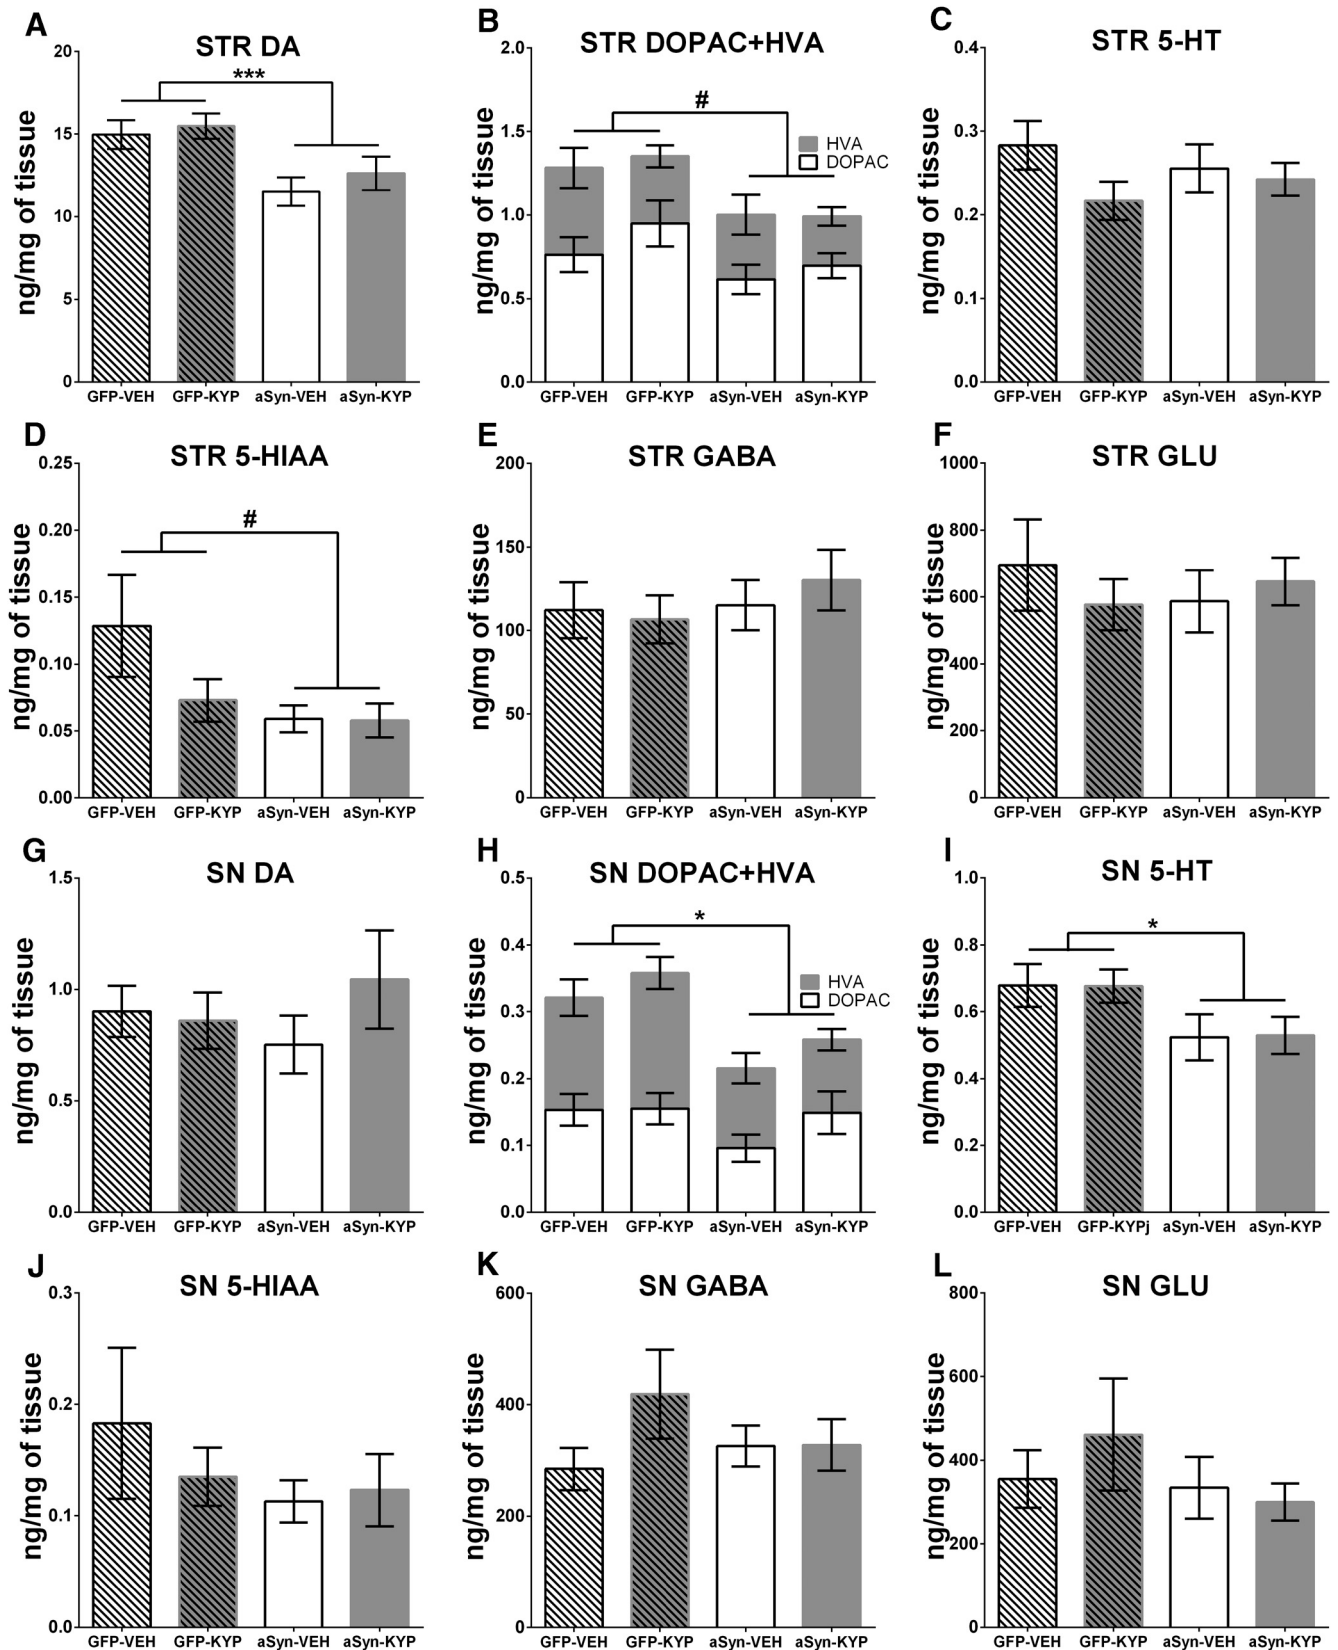 A
STR DA
ng/mg of tissue
20
15
10
5
0
***
GFP-VEH GFP-KYP aSyn-VEH aSyn-KYP
B
STR DOPAC+HVA
ng/mg of tissue
2.0
1.5
1.0
0.5
0.0
#
HVA
DOPAC
GFP-VEH GFP-KYP aSyn-VEH aSyn-KYP
C
STR 5-HT
ng/mg of tissue
0.4
0.3
0.2
0.1
0.0
GFP-VEH GFP-KYP aSyn-VEH aSyn-KYP
D
STR 5-HIAA
ng/mg of tissue
0.25
0.20
0.15
0.10
0.05
0.00
#
GFP-VEH GFP-KYP aSyn-VEH aSyn-KYP
E
STR GABA
ng/mg of tissue
200
150
100
50
0
GFP-VEH GFP-KYP aSyn-VEH aSyn-KYP
F
STR GLU
ng/mg of tissue
1000
800
600
400
200
0
GFP-VEH GFP-KYP aSyn-VEH aSyn-KYP
G
SN DA
ng/mg of tissue
1.5
1.0
0.5
0.0
GFP-VEH GFP-KYP aSyn-VEH aSyn-KYP
H
SN DOPAC+HVA
ng/mg of tissue
0.5
0.4
0.3
0.2
0.1
0.0
*
HVA
DOPAC
GFP-VEH GFP-KYP aSyn-VEH aSyn-KYP
I
SN 5-HT
ng/mg of tissue
1.0
0.8
0.6
0.4
0.2
0.0
*
GFP-VEH GFP-KYPj aSyn-VEH aSyn-KYP
J
SN 5-HIAA
ng/mg of tissue
0.3
0.2
0.1
0.0
GFP-VEH GFP-KYP aSyn-VEH aSyn-KYP
K
SN GABA
ng/mg of tissue
600
400
200
0
GFP-VEH GFP-KYP aSyn-VEH aSyn-KYP
L
SN GLU
ng/mg of tissue
800
600
400
200
0
GFP-VEH GFP-KYP aSyn-VEH aSyn-KYP